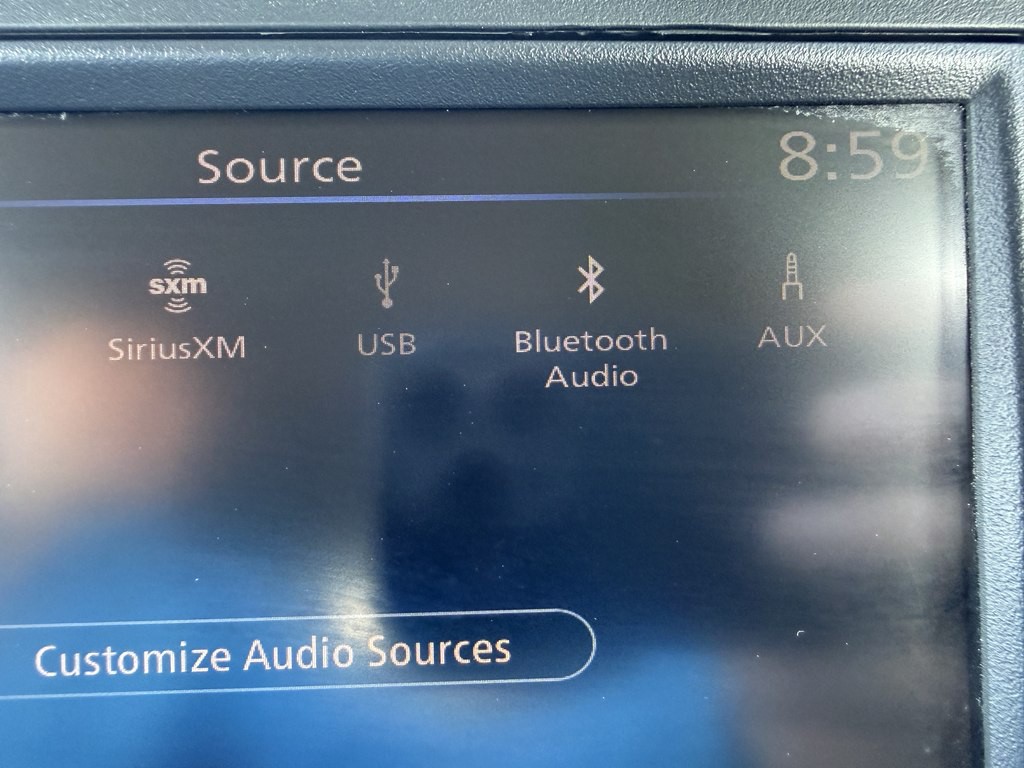 Source
8:59
sxm
SiriusXM
USB
Bluetooth
Audio
AUX
Customize Audio Sources